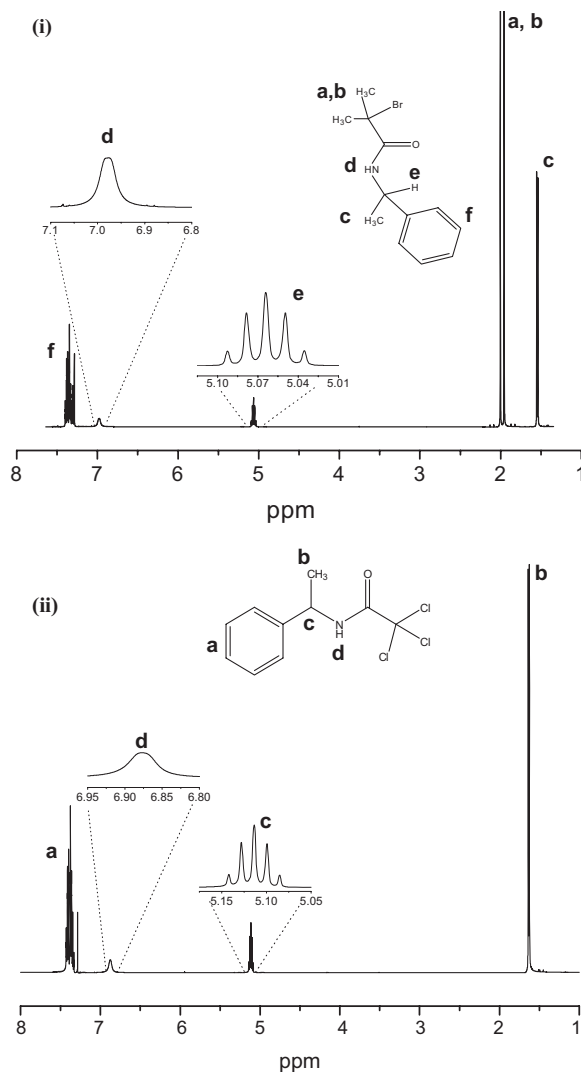 (i)
a, b
a,b
H₃C
Br
H₃C
O
d
HN
e
H
c
H₃C
f
c
d
7.1 7.0 6.9 6.8
e
5.10 5.07 5.04 5.01
f
8 7 6 5 4 3 2 1
ppm
(ii)
b
CH₃
O
Cl
c
N
H
Cl
Cl
a
d
b
d
6.95 6.90 6.85 6.80
c
5.15 5.10 5.05
a
8 7 6 5 4 3 2 1
ppm